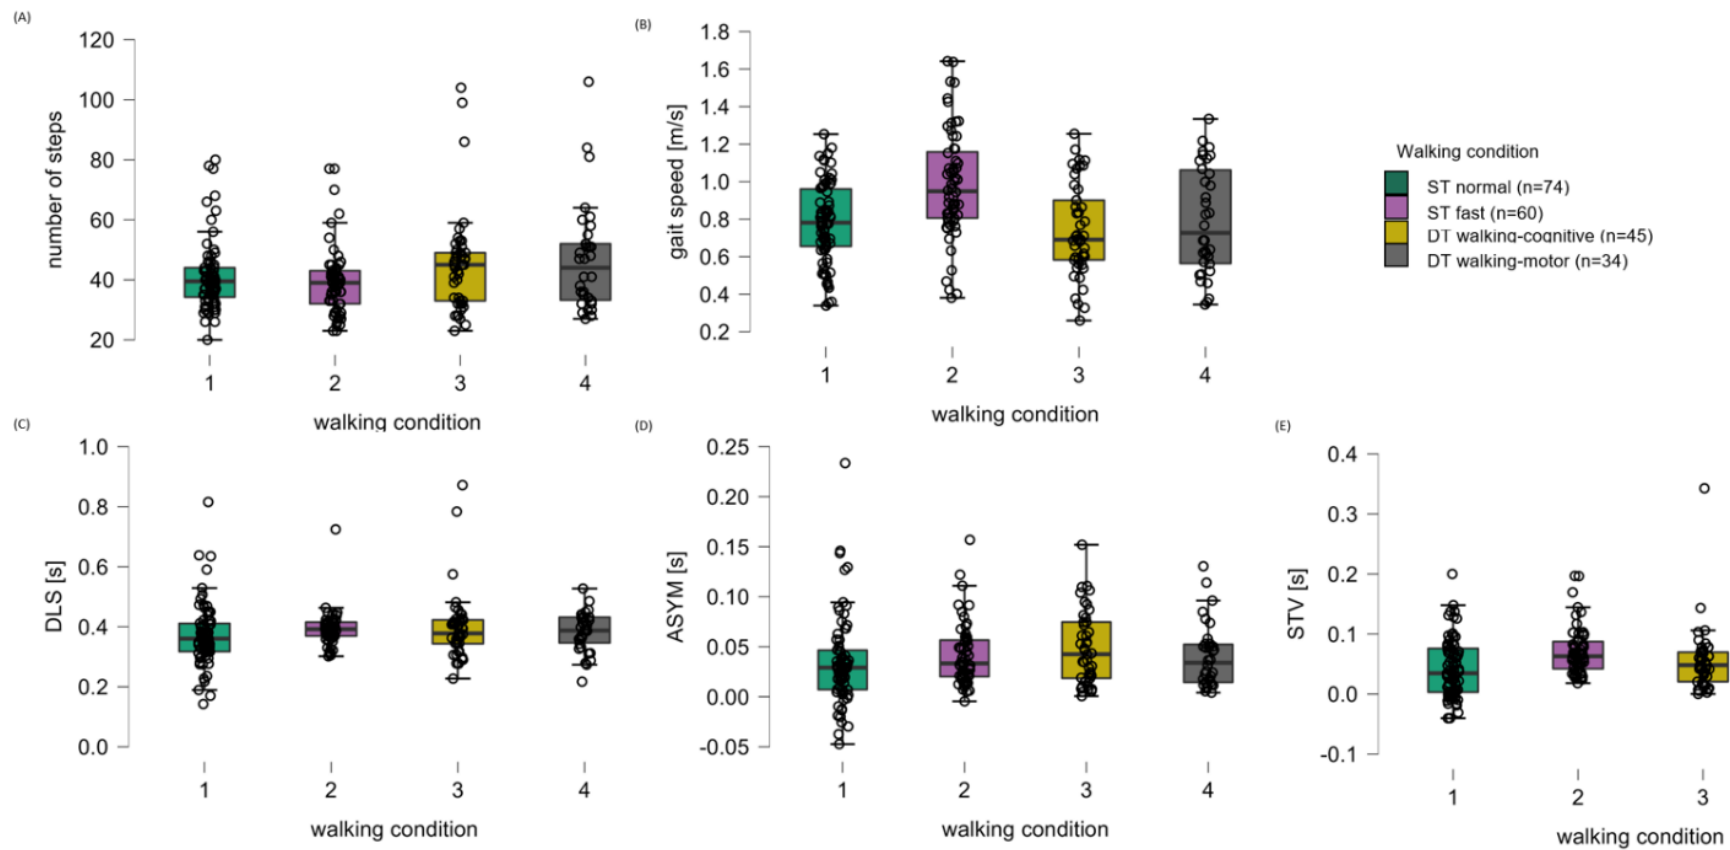 (A)
number of steps
120
100
80
60
40
20
1 2 3 4
walking condition
(B)
gait speed [m/s]
1.8
1.6
1.4
1.2
1.0
0.8
0.6
0.4
0.2
1 2 3 4
walking condition
Walking condition
ST normal (n=74)
ST fast (n=60)
DT walking-cognitive (n=45)
DT walking-motor (n=34)
(C)
DLS [s]
1.0
0.8
0.6
0.4
0.2
0.0
1 2 3 4
walking condition
(D)
ASYM [s]
0.25
0.20
0.15
0.10
0.05
0.00
-0.05
1 2 3 4
walking condition
(E)
STV [s]
0.4
0.3
0.2
0.1
0.0
-0.1
1 2 3
walking condition